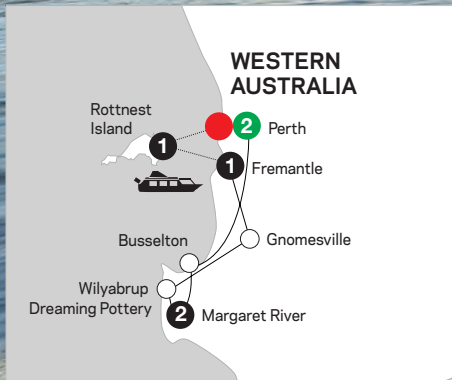 WESTERN
AUSTRALIA
Rottnest
Island
1
2
Perth
1
Fremantle
Busselton
Gnomesville
Wilyabrup
Dreaming Pottery
2
Margaret River